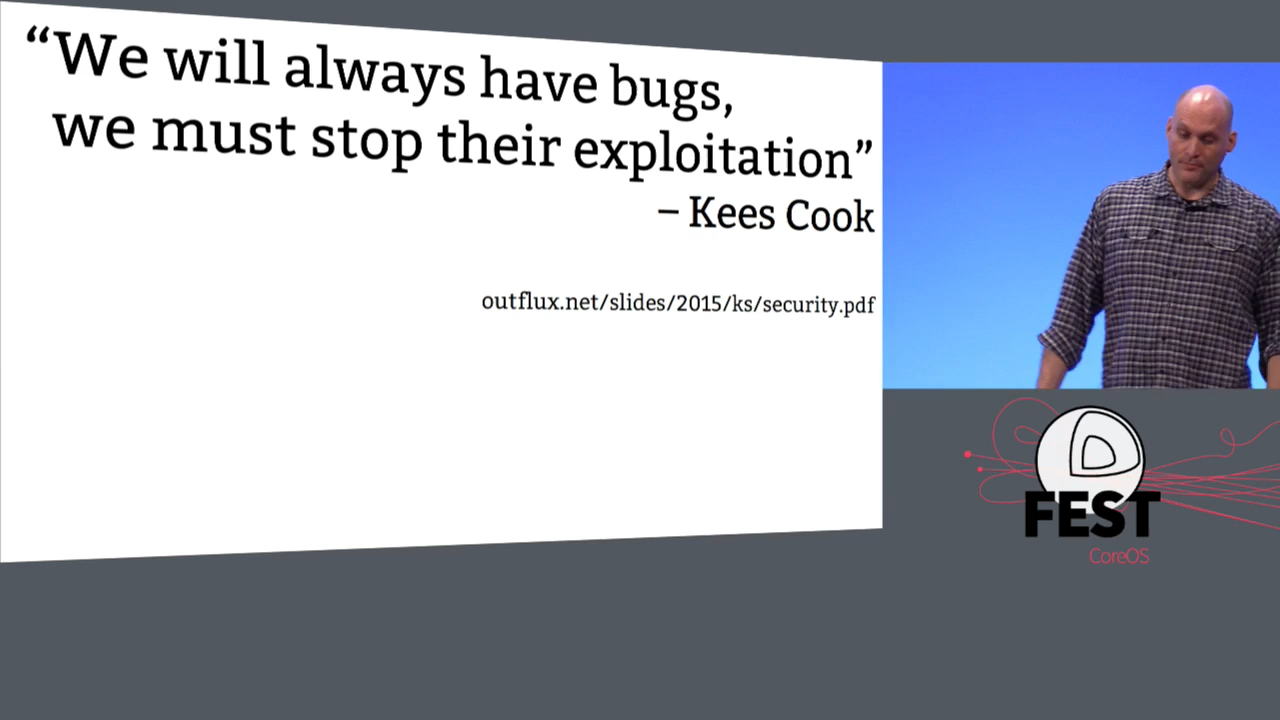 “We will always have bugs,
we must stop their exploitation”
– Kees Cook
outflux.net/slides/2015/ks/security.pdf
FEST
CoreOS